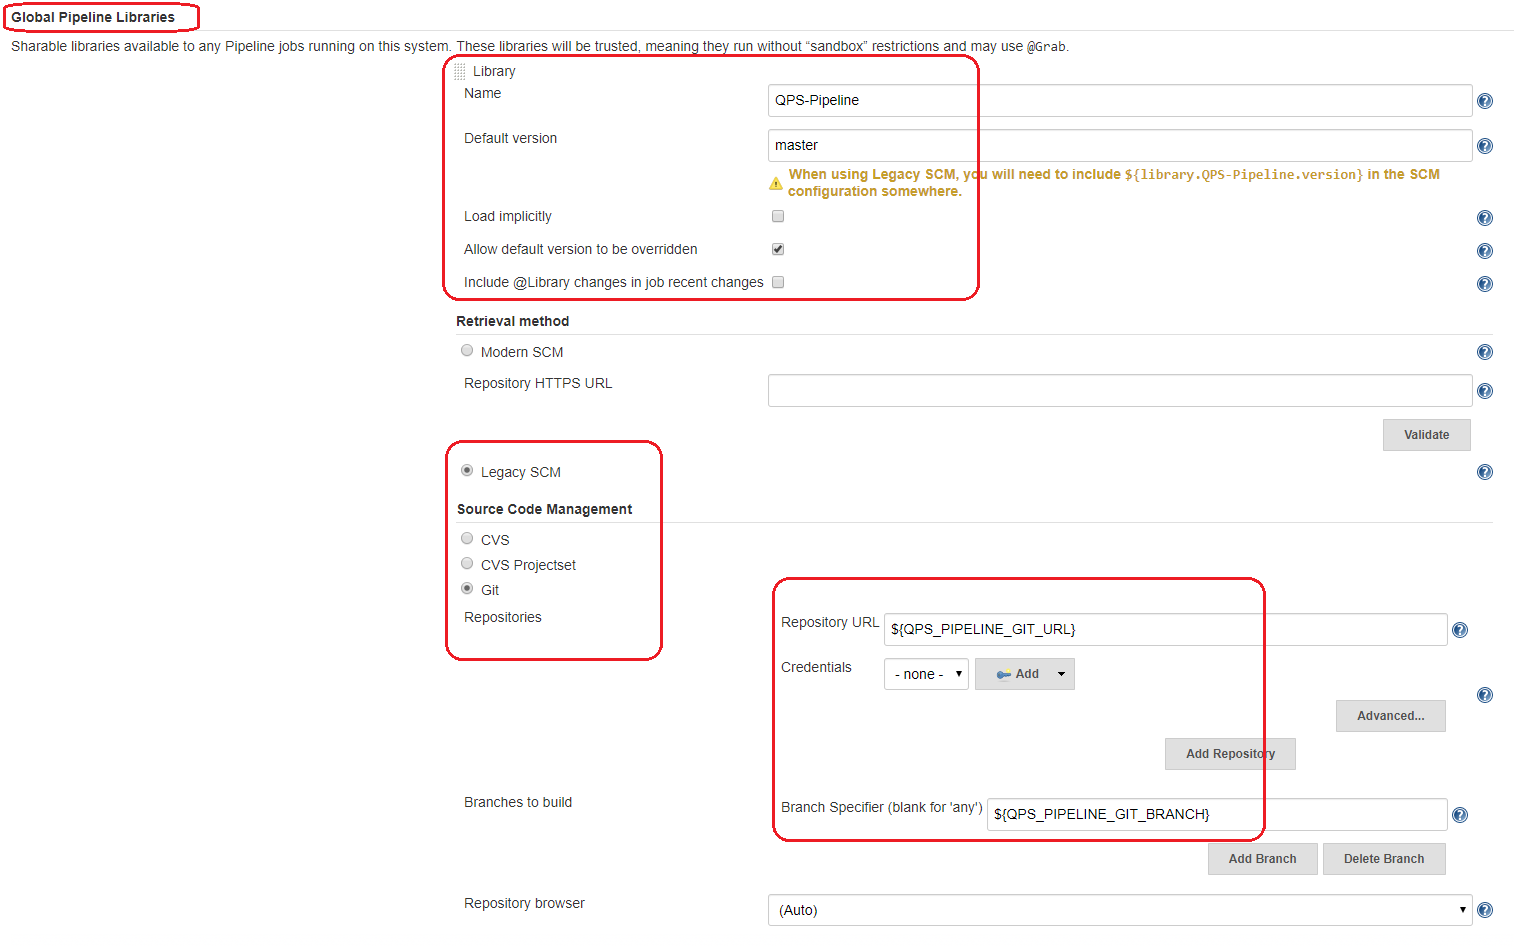 Global Pipeline Libraries
Sharable libraries available to any Pipeline jobs running on this system. These libraries will be trusted, meaning they run without “sandbox” restrictions and may use @Grab.
Library
Name
QPS-Pipeline
Default version
master
When using Legacy SCM, you will need to include ${library.QPS-Pipeline.version} in the SCM
configuration somewhere.
Load implicitly
Allow default version to be overridden
Include @Library changes in job recent changes
Retrieval method
Modern SCM
Repository HTTPS URL
Validate
Legacy SCM
Source Code Management
CVS
CVS Projectset
Git
Repositories
Repository URL
${QPS_PIPELINE_GIT_URL}
Credentials
- none -
Add
Advanced...
Add Repository
Branches to build
Branch Specifier (blank for 'any')
${QPS_PIPELINE_GIT_BRANCH}
Add Branch
Delete Branch
Repository browser
(Auto)